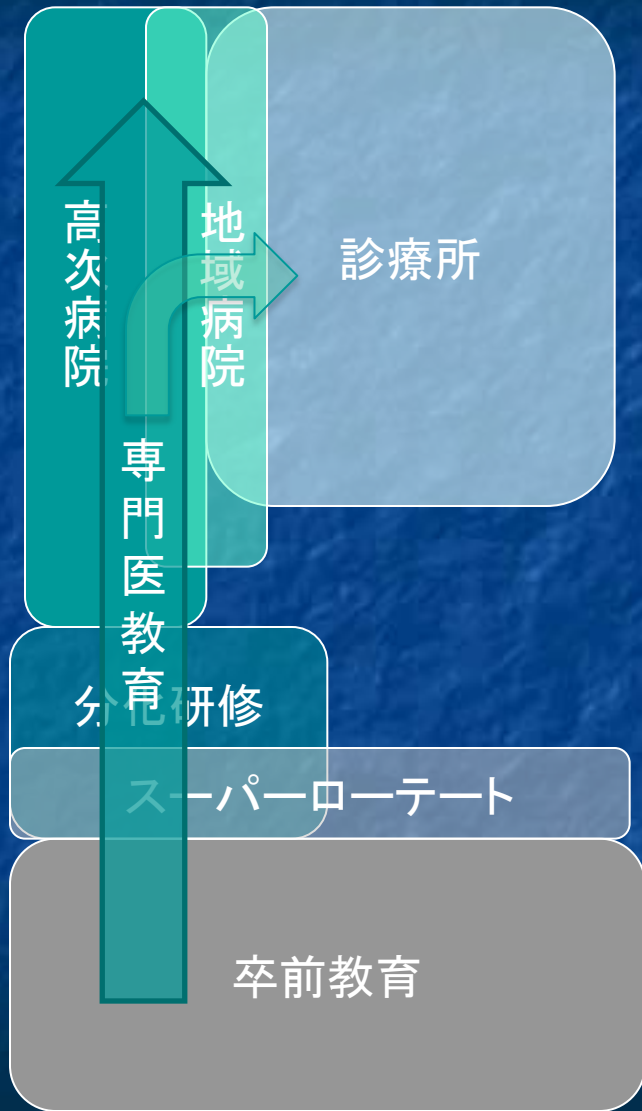 高次病院
地域病院
診療所
専門医教育
分化研修
スーパーローテート
卒前教育